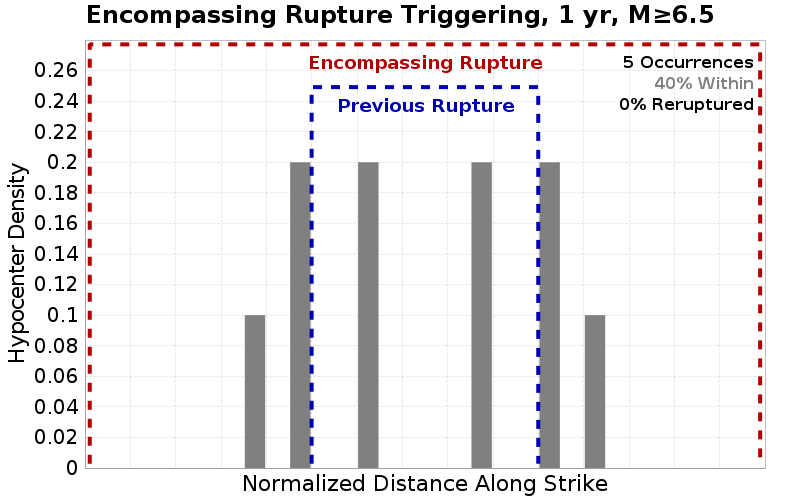 Encompassing Rupture Triggering, 1 yr, M≥6.5
Encompassing Rupture
5 Occurrences
40% Within
0% Reruptured
Previous Rupture
Hypocenter Density
0.26
0.24
0.22
0.2
0.18
0.16
0.14
0.12
0.1
0.08
0.06
0.04
0.02
0
Normalized Distance Along Strike